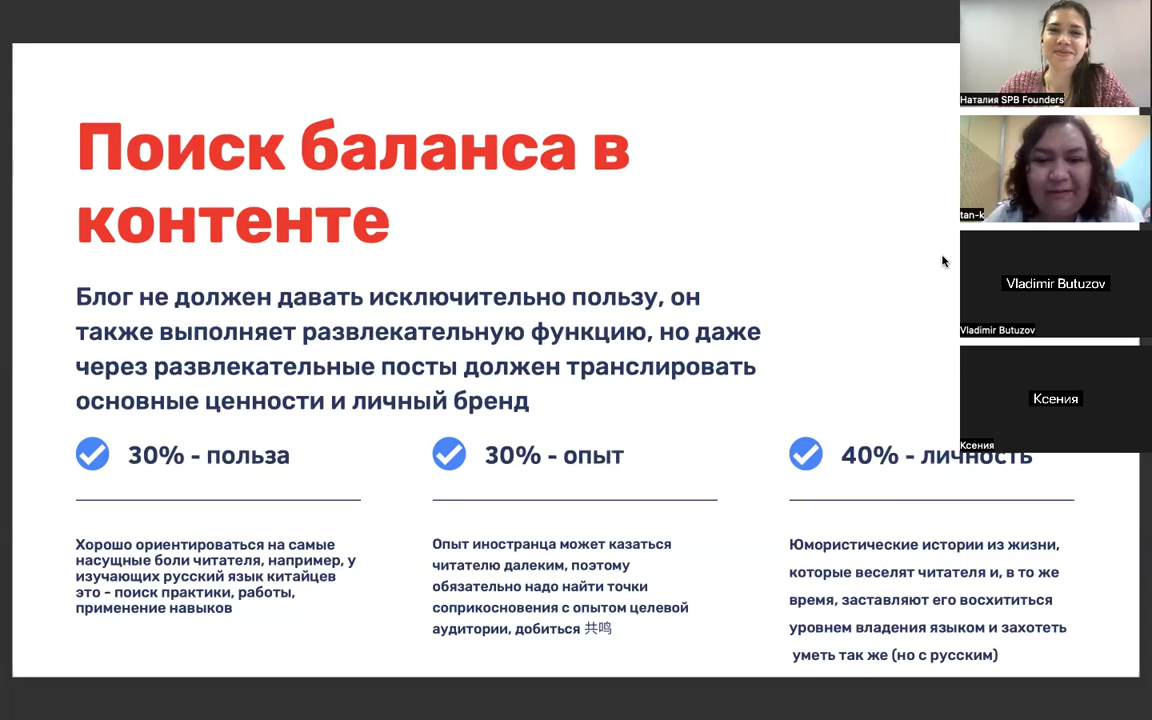 Поиск баланса в
контенте
Блог не должен давать исключительно пользу, он
также выполняет развлекательную функцию, но даже
через развлекательные посты должен транслировать
основные ценности и личный бренд
30% - польза
Хорошо ориентироваться на самые
насущные боли читателя, например, у
изучающих русский язык китайцев
это - поиск практики, работы,
применение навыков
30% - опыт
Опыт иностранца может казаться
читателю далеким, поэтому
обязательно надо найти точки
соприкосновения с опытом целевой
аудитории, добиться 共鸣
40% - личность
Юмористические истории из жизни,
которые веселят читателя и, в то же
время, заставляют его восхититься
уровнем владения языком и захотеть
уметь так же (но с русским)
Наталия SPB Founders
tan-k
Vladimir Butuzov
Vladimir Butuzov
Ксения
Ксения